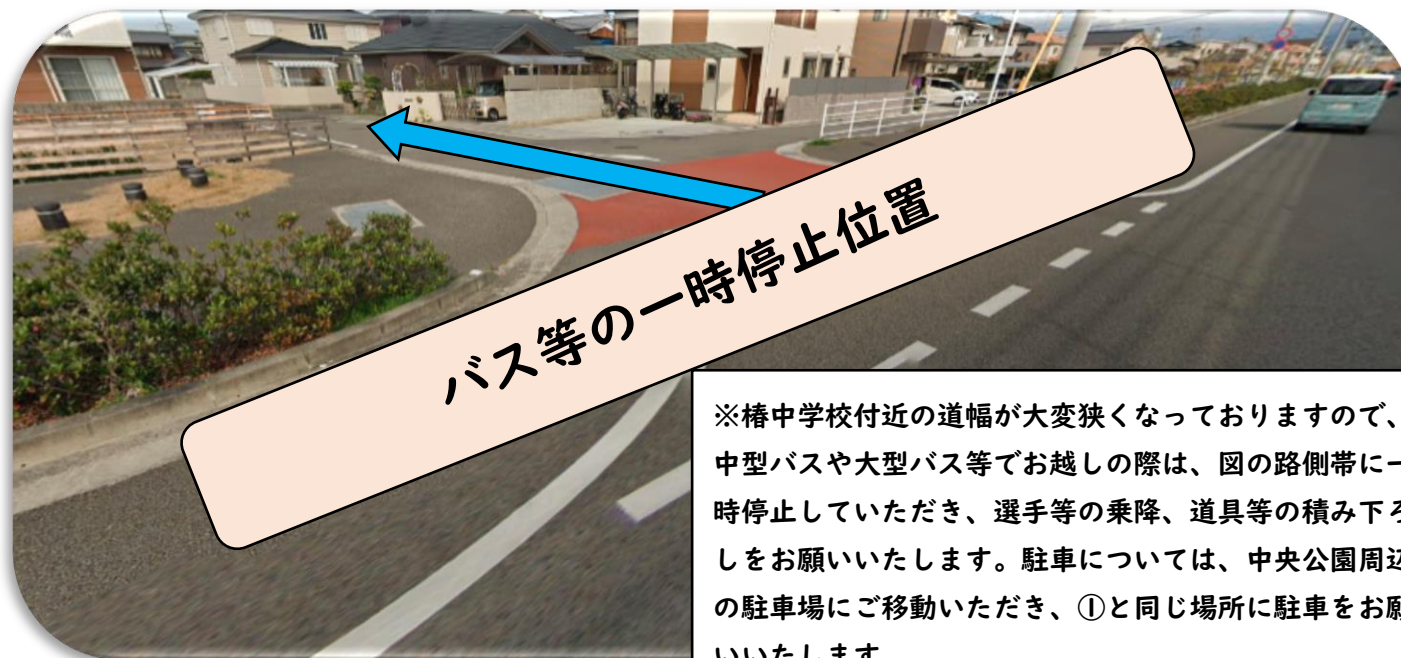 バス等の一時停止位置
※椿中学校付近の道幅が大変狭くなっておりますので、
中型バスや大型バス等でお越しの際は、図の路側帯に一
時停止していただき、選手等の乗降、道具等の積み下ろ
しをお願いいたします。駐車については、中央公園周辺
の駐車場にご移動いただき、①と同じ場所に駐車をお願
いいたします。